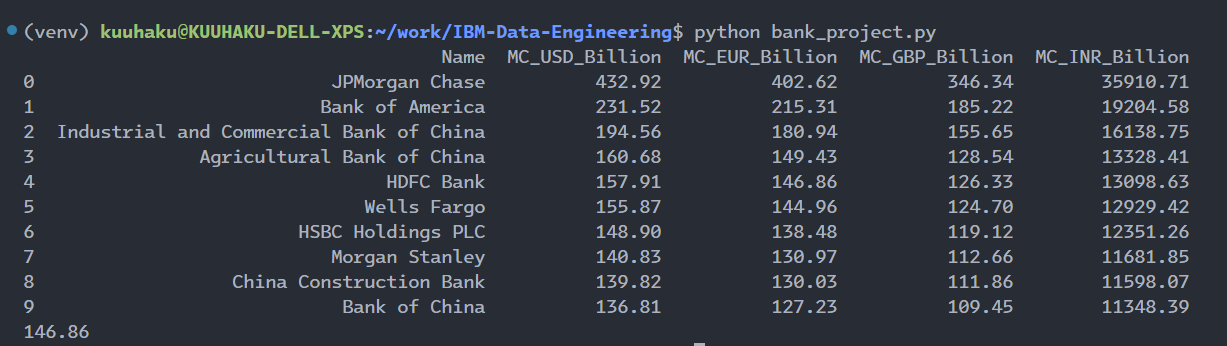 (venv) kuuhaku@KUUHAKU-DELL-XPS:~/work/IBM-Data-Engineering$ python bank_project.py
Name MC_USD_Billion MC_EUR_Billion MC_GBP_Billion MC_INR_Billion
0 JPMorgan Chase 432.92 402.62 346.34 35910.71
1 Bank of America 231.52 215.31 185.22 19204.58
2 Industrial and Commercial Bank of China 194.56 180.94 155.65 16138.75
3 Agricultural Bank of China 160.68 149.43 128.54 13328.41
4 HDFC Bank 157.91 146.86 126.33 13098.63
5 Wells Fargo 155.87 144.96 124.70 12929.42
6 HSBC Holdings PLC 148.90 138.48 119.12 12351.26
7 Morgan Stanley 140.83 130.97 112.66 11681.85
8 China Construction Bank 139.82 130.03 111.86 11598.07
9 Bank of China 136.81 127.23 109.45 11348.39
146.86